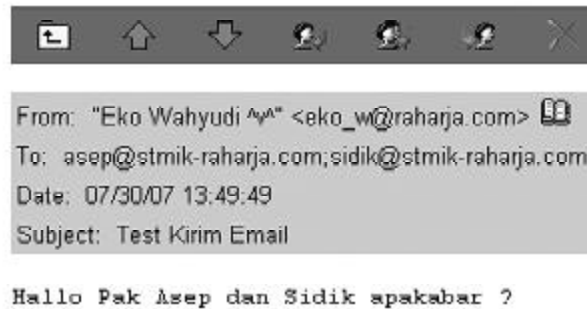 From: "Eko Wahyudi ^v^" <eko_w@raharja.com>
To: asep@stmik-raharja.com;sidik@stmik-raharja.com
Date: 07/30/07 13:49:49
Subject: Test Kirim Email
Hallo Pak Asep dan Sidik apakabar ?